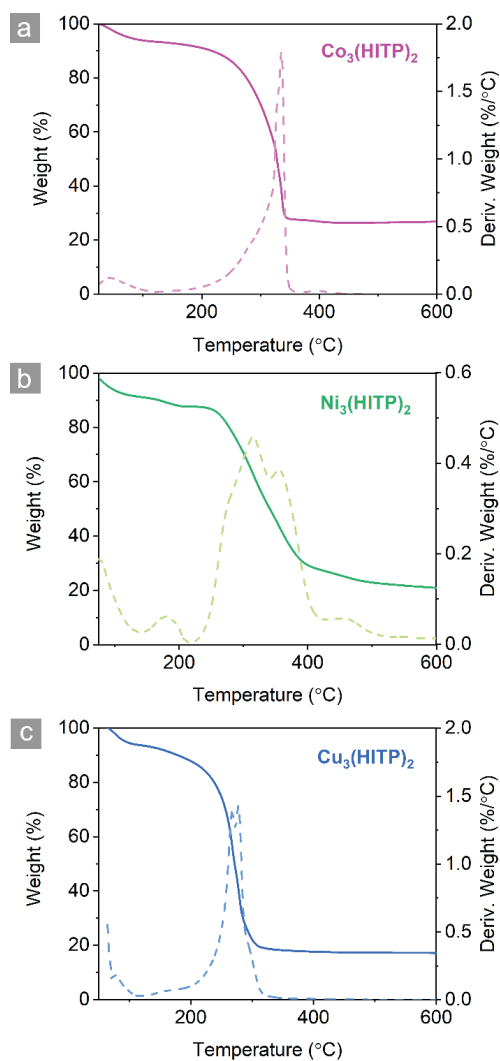 a
Co₃(HITP)₂
Weight (%)
100
80
60
40
20
0
Deriv. Weight (%/°C)
2.0
1.5
1.0
0.5
0.0
200
400
600
Temperature (°C)
b
Ni₃(HITP)₂
Weight (%)
100
80
60
40
20
0
Deriv. Weight (%/°C)
0.6
0.4
0.2
0.0
200
400
600
Temperature (°C)
c
Cu₃(HITP)₂
Weight (%)
100
80
60
40
20
0
Deriv. Weight (%/°C)
2.0
1.5
1.0
0.5
0.0
200
400
600
Temperature (°C)